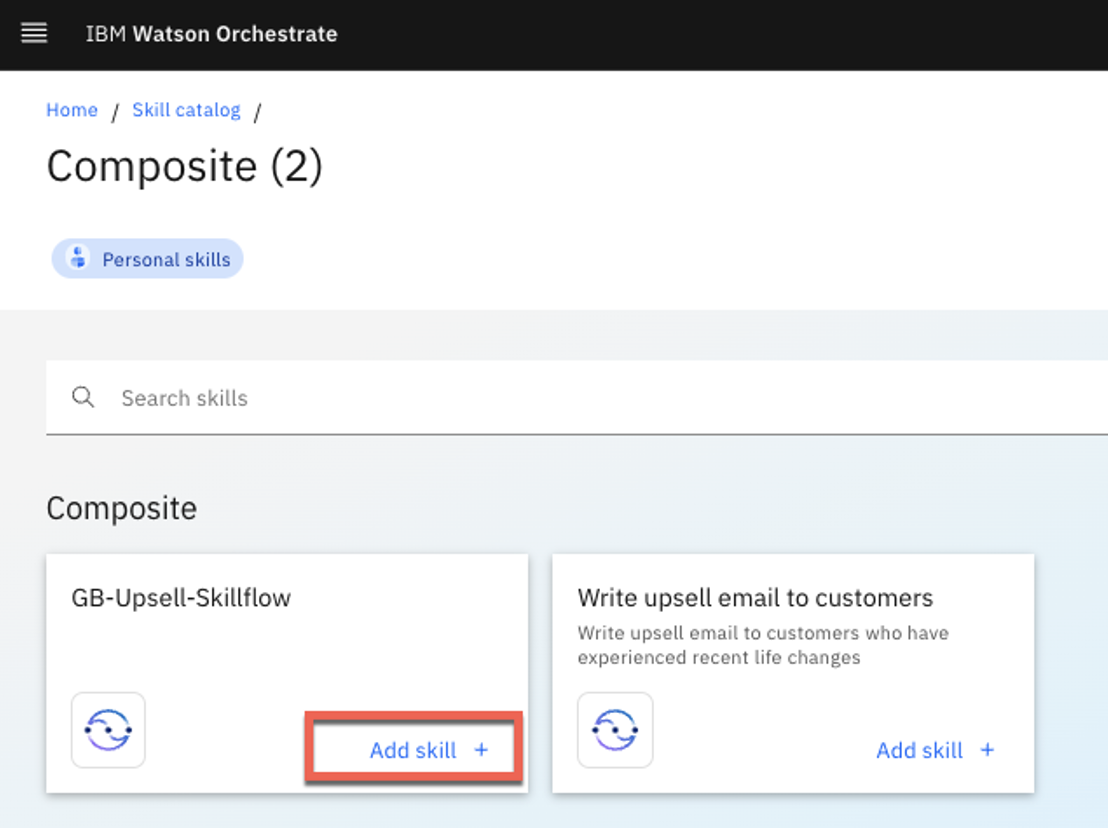 IBM Watson Orchestrate
Home / Skill catalog /
Composite (2)
Personal skills
Search skills
Composite
GB-Upsell-Skillflow
Add skill +
Write upsell email to customers
Write upsell email to customers who have
experienced recent life changes
Add skill +